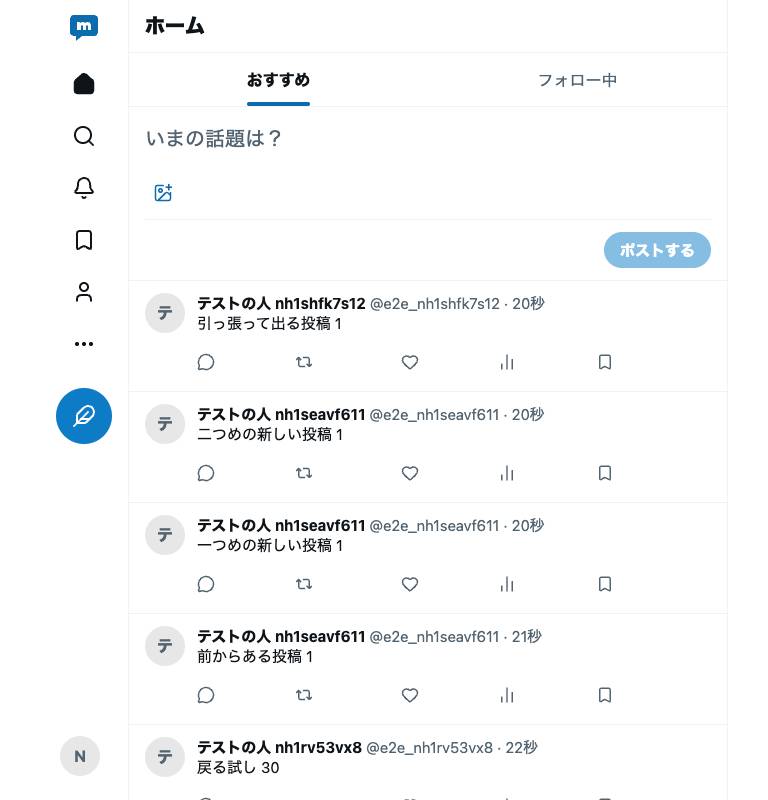 m
ホーム
おすすめ
フォロー中
いまの話題は？
ポストする
テ
テストの人 nh1shfk7s12 @e2e_nh1shfk7s12 · 20秒
引っ張って出る投稿 1
テ
テストの人 nh1seavf611 @e2e_nh1seavf611 · 20秒
二つめの新しい投稿 1
テ
テストの人 nh1seavf611 @e2e_nh1seavf611 · 20秒
一つめの新しい投稿 1
テ
テストの人 nh1seavf611 @e2e_nh1seavf611 · 21秒
前からある投稿 1
テ
テストの人 nh1rv53vx8 @e2e_nh1rv53vx8 · 22秒
戻る試し 30
N